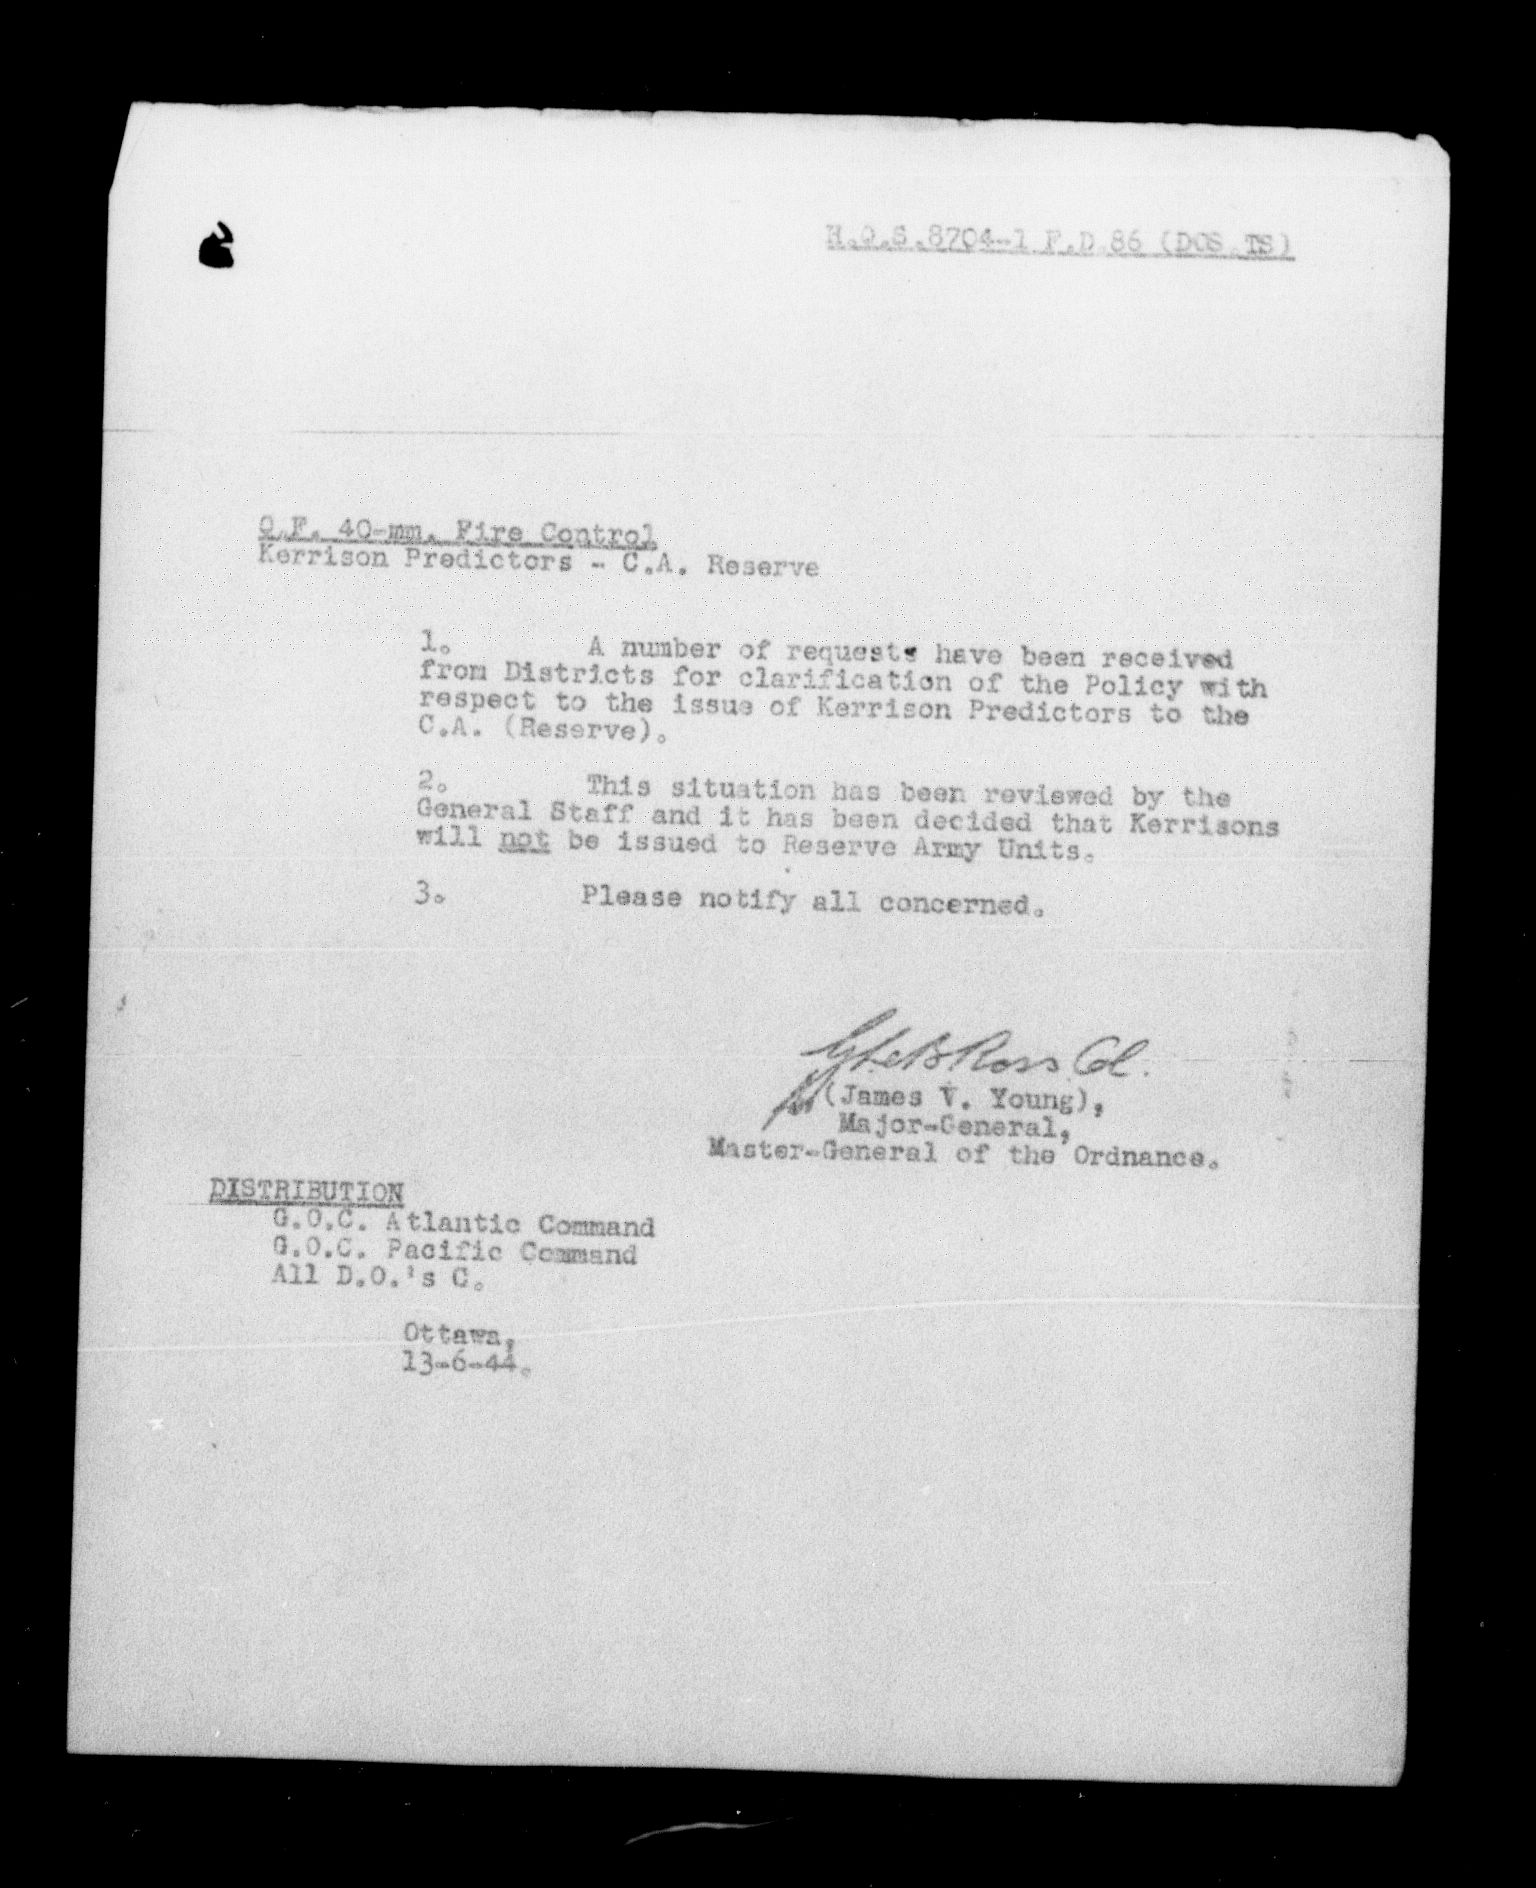 H.Q.S.8704-1 F.D.86 (DOS.TS)
Q.F. 40-mm. Fire Control
Kerrison Predictors - C.A. Reserve
1. A number of requests have been received
from Districts for clarification of the Policy with
respect to the issue of Kerrison Predictors to the
C.A. (Reserve).
2. This situation has been reviewed by the
General Staff and it has been decided that Kerrisons
will not be issued to Reserve Army Units.
3. Please notify all concerned.
Ross Col.
(James V. Young),
Major-General,
Master-General of the Ordnance.
DISTRIBUTION
G.O.C. Atlantic Command
G.O.C. Pacific Command
All D.O.'s C.
Ottawa,
13-6-44.